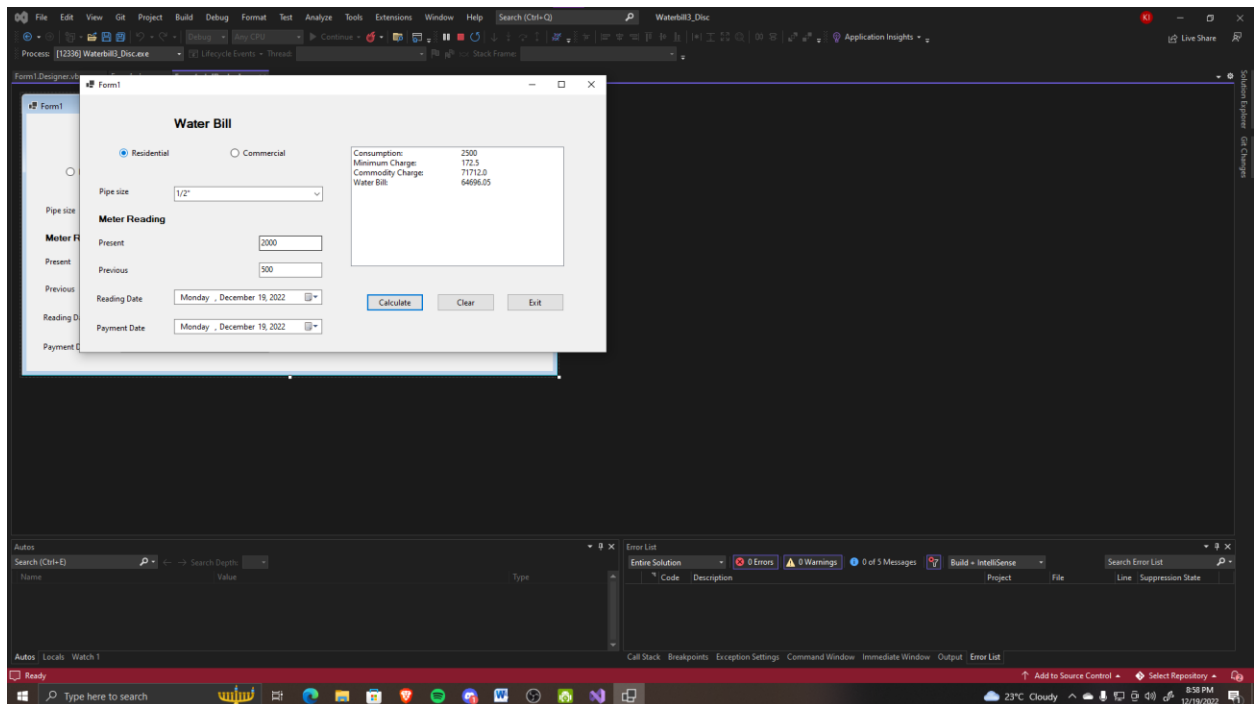 File Edit View Git Project Build Debug Format Test Analyze Tools Extensions Window Help Search (Ctrl+Q) Waterbill3_Disc
Debug Any CPU Continue Application Insights Live Share
Process: [12336] Waterbill3_Disc.exe Lifecycle Events Thread: Stack Frame:
Form1.Designer.vb
Form1
Form1
Solution Explorer
Git Changes
Water Bill
Residential Commercial
Pipe size 1/2"
Meter Reading
Present 2000
Previous 500
Reading Date Monday , December 19, 2022
Payment Date Monday , December 19, 2022
Consumption: 2500
Minimum Charge: 172.5
Commodity Charge: 71712.0
Water Bill: 64696.05
Calculate Clear Exit
Pipe size
Meter R
Present
Previous
Reading D
Payment D
Autos
Search (Ctrl+E) Search Depth:
Name Value Type
Autos Locals Watch 1
Error List
Entire Solution 0 Errors 0 Warnings 0 of 5 Messages Build + IntelliSense Search Error List
Code Description Project File Line Suppression State
Call Stack Breakpoints Exception Settings Command Window Immediate Window Output Error List
Ready Add to Source Control Select Repository
Type here to search 23°C Cloudy 8:58 PM
12/19/2022